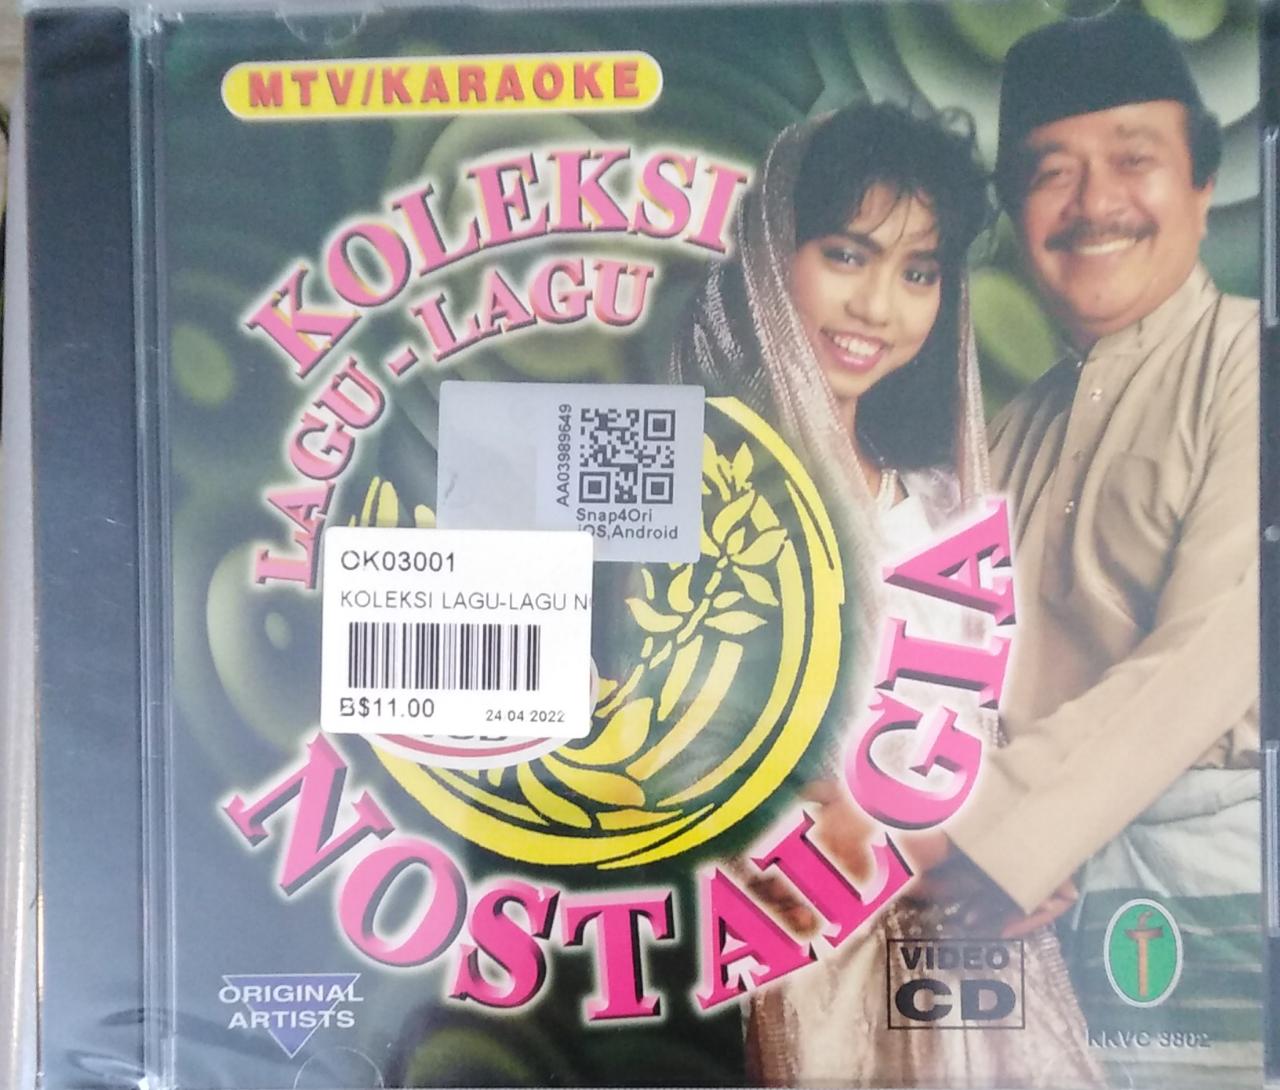 MTV/KARAOKE
KOLEKSI
LAGU-LAGU
AA03989649
Snap4Ori
iOS,Android
CK03001
KOLEKSI LAGU-LAGU N
B$11.00
24 04 2022
NOSTALGIA
ORIGINAL
ARTISTS
VIDEO
CD
KKVC 3802